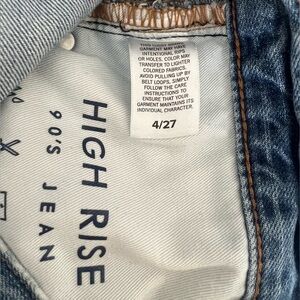 GARMENT MAY HAVE
INTENTIONAL RIPS
OR HOLES. COLOR MAY
TRANSFER TO LIGHTER
COLORED FABRICS.
AVOID PULLING UP BY
BELT LOOPS, SIMPLY
FOLLOW THE CARE
INSTRUCTIONS TO
ENSURE THAT YOUR
GARMENT MAINTAINS ITS
INDIVIDUAL CHARACTER.
4/27
HIGH RISE
90'S JEAN